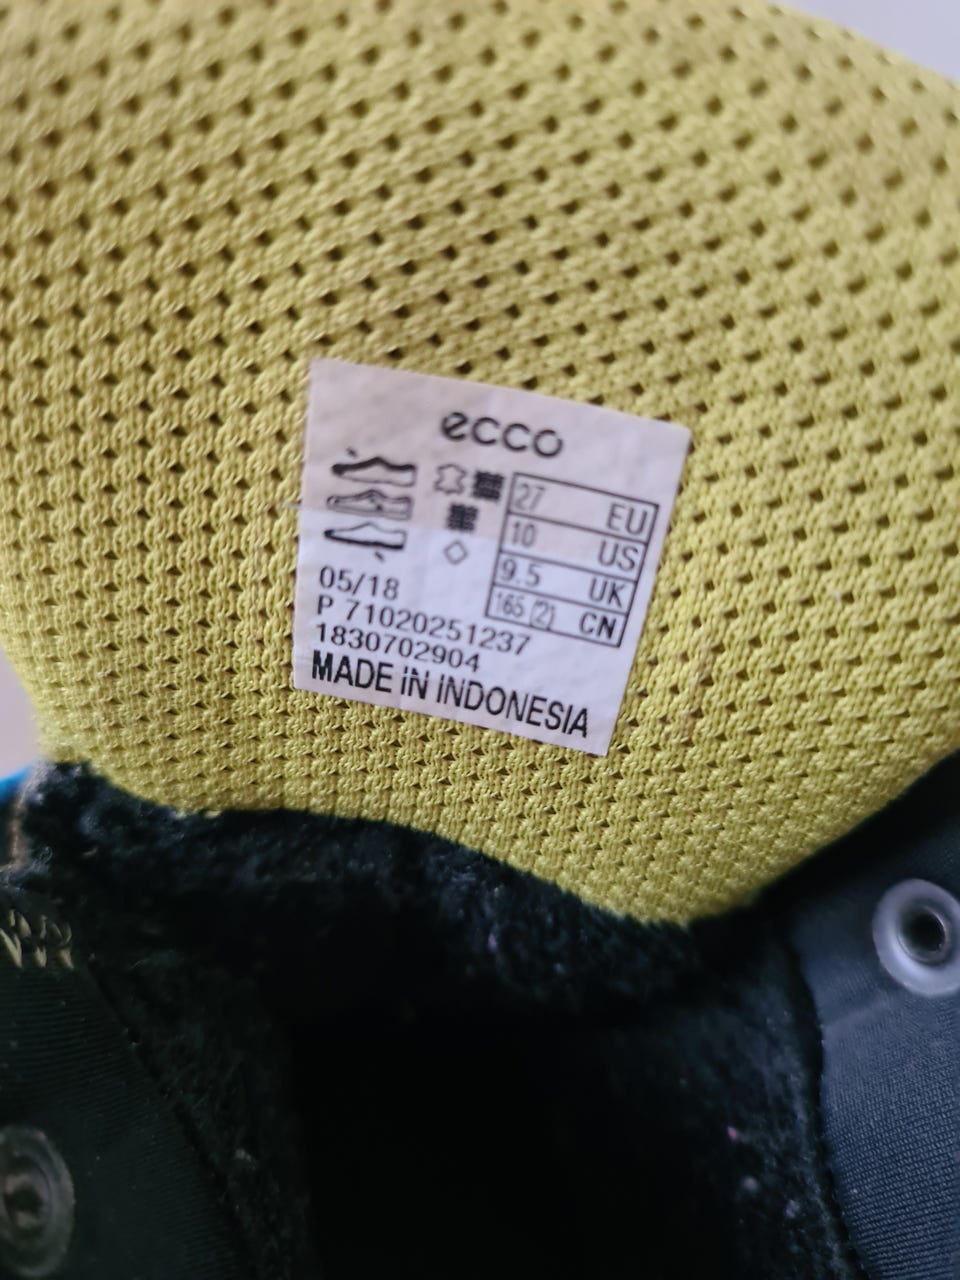 ecco
27 EU
10 US
9.5 UK
165 (2) CN
05/18
P 71020251237
1830702904
MADE IN INDONESIA